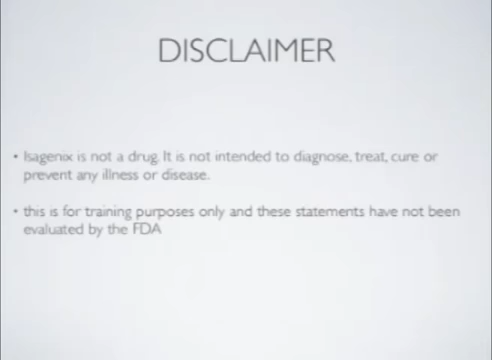 DISCLAIMER
• Isagenix is not a drug. It is not intended to diagnose, treat, cure or
prevent any illness or disease.
• this is for training purposes only and these statements have not been
evaluated by the FDA